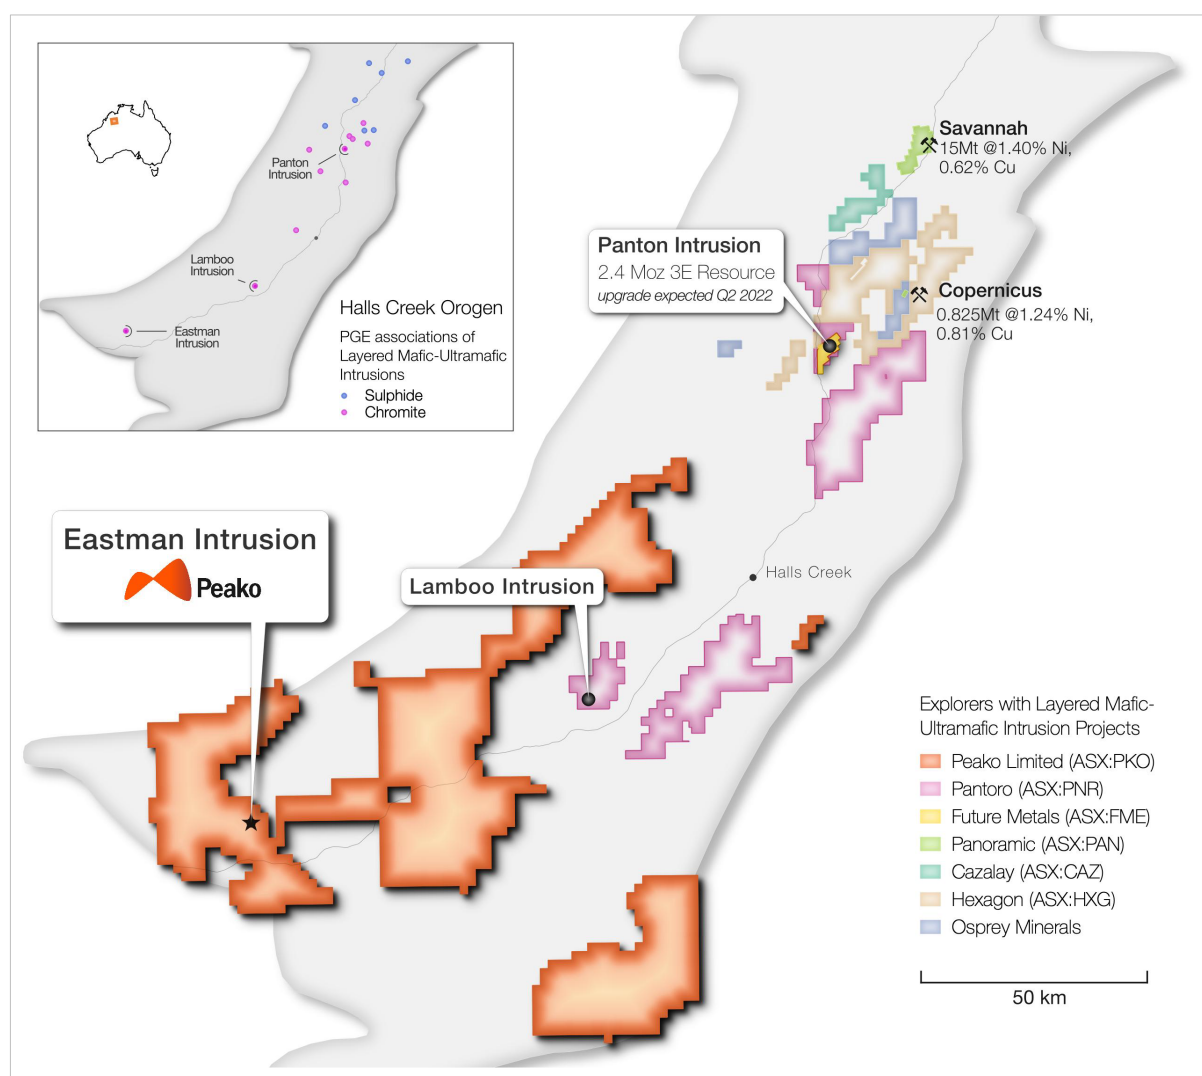 Panton
Intrusion
Lamboo
Intrusion
Eastman
Intrusion
Halls Creek Orogen
PGE associations of
Layered Mafic-Ultramafic
Intrusions
Sulphide
Chromite
Savannah
15Mt @1.40% Ni,
0.62% Cu
Panton Intrusion
2.4 Moz 3E Resource
upgrade expected Q2 2022
Copernicus
0.825Mt @1.24% Ni,
0.81% Cu
Eastman Intrusion
Peako
Lamboo Intrusion
Halls Creek
Explorers with Layered Mafic-
Ultramafic Intrusion Projects
Peako Limited (ASX:PKO)
Pantoro (ASX:PNR)
Future Metals (ASX:FME)
Panoramic (ASX:PAN)
Cazalay (ASX:CAZ)
Hexagon (ASX:HXG)
Osprey Minerals
50 km